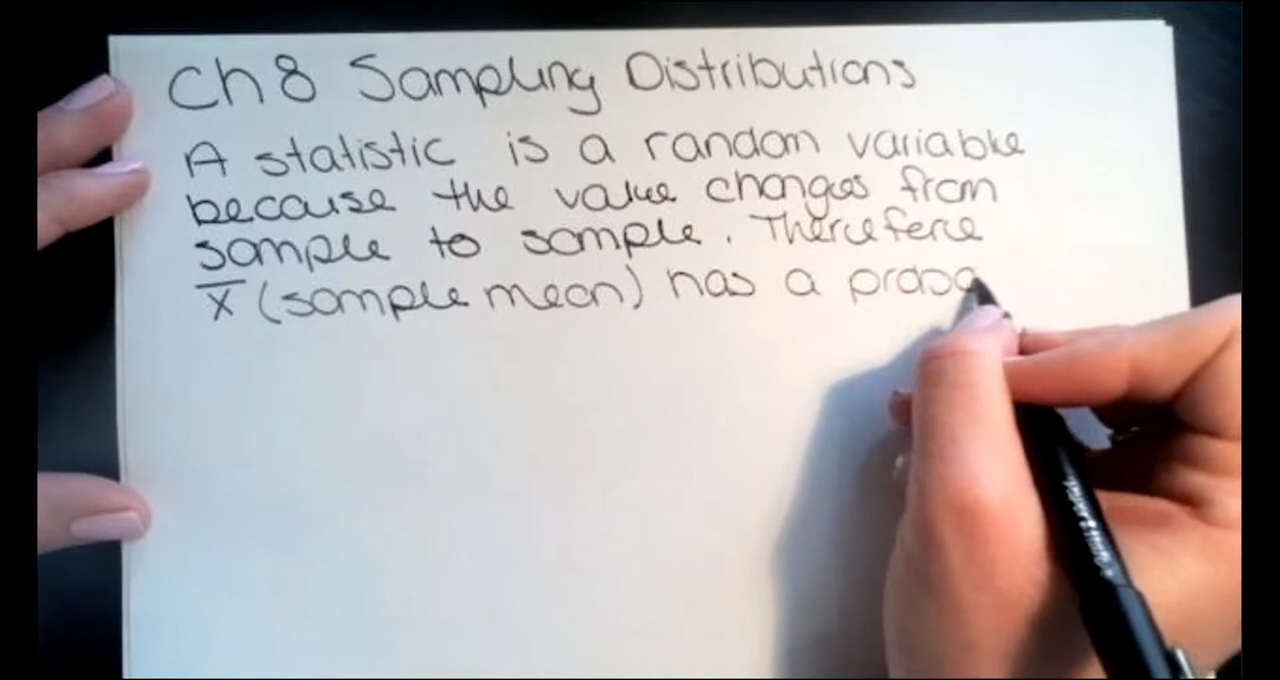 Ch 8 Sampling Distributions
A statistic is a random variable
because the value changes from
sample to sample. Therefore
x̅ (sample mean) has a proba